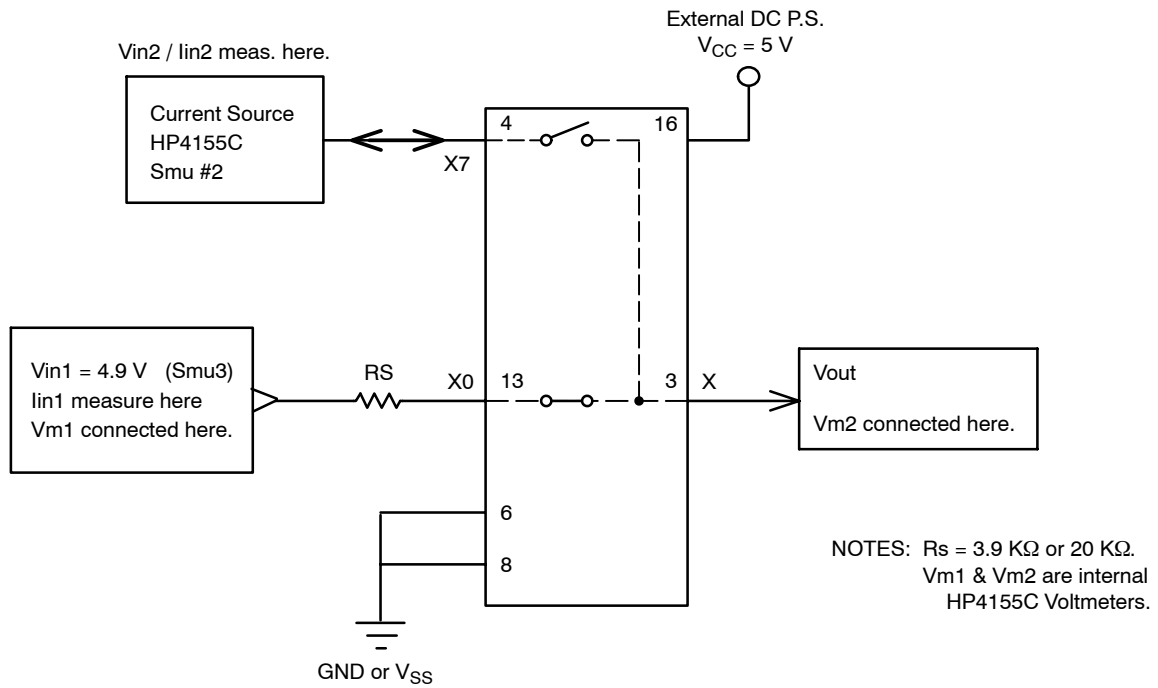 External DC P.S.
V_CC = 5 V
Vin2 / Iin2 meas. here.
Current Source
HP4155C
Smu #2
4
16
X7
Vin1 = 4.9 V (Smu3)
Iin1 measure here
Vm1 connected here.
RS
X0
13
3
X
Vout
Vm2 connected here.
6
8
GND or V_SS
NOTES: Rs = 3.9 KΩ or 20 KΩ.
Vm1 & Vm2 are internal
HP4155C Voltmeters.